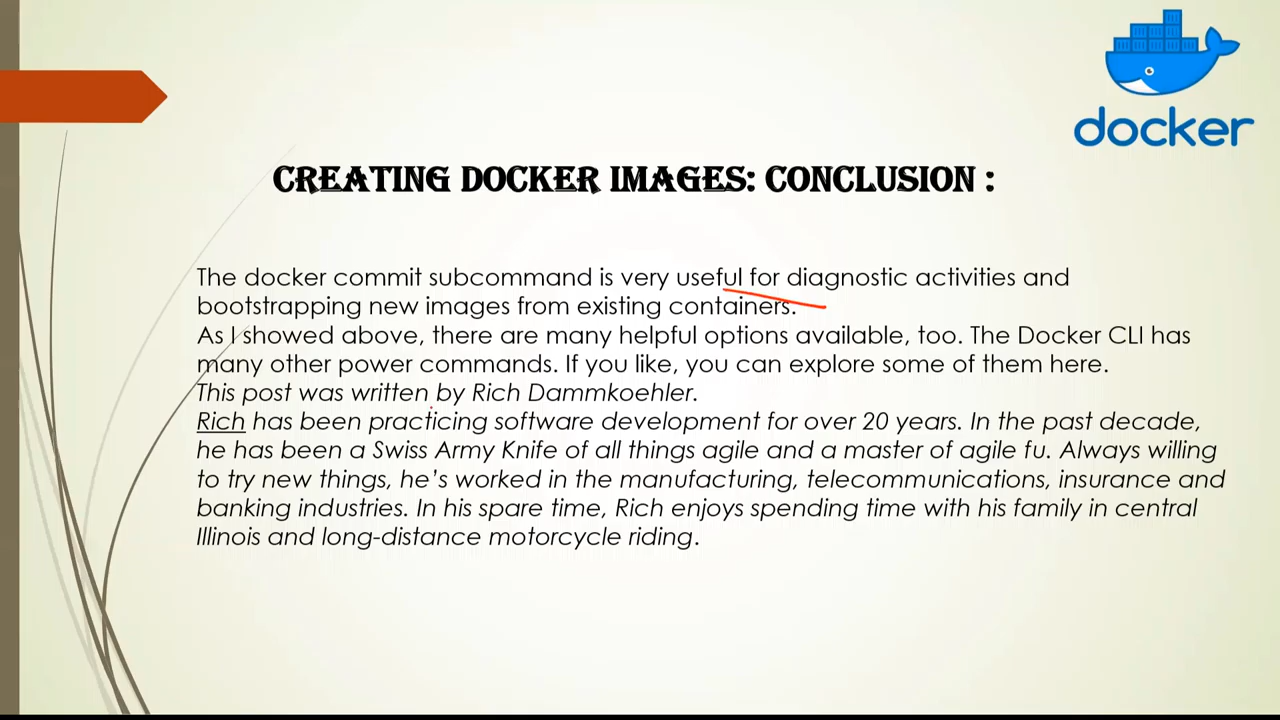 docker
CREATING DOCKER IMAGES: CONCLUSION :
The docker commit subcommand is very useful for diagnostic activities and
bootstrapping new images from existing containers.
As I showed above, there are many helpful options available, too. The Docker CLI has
many other power commands. If you like, you can explore some of them here.
This post was written by Rich Dammkoehler.
Rich has been practicing software development for over 20 years. In the past decade,
he has been a Swiss Army Knife of all things agile and a master of agile fu. Always willing
to try new things, he’s worked in the manufacturing, telecommunications, insurance and
banking industries. In his spare time, Rich enjoys spending time with his family in central
Illinois and long-distance motorcycle riding.